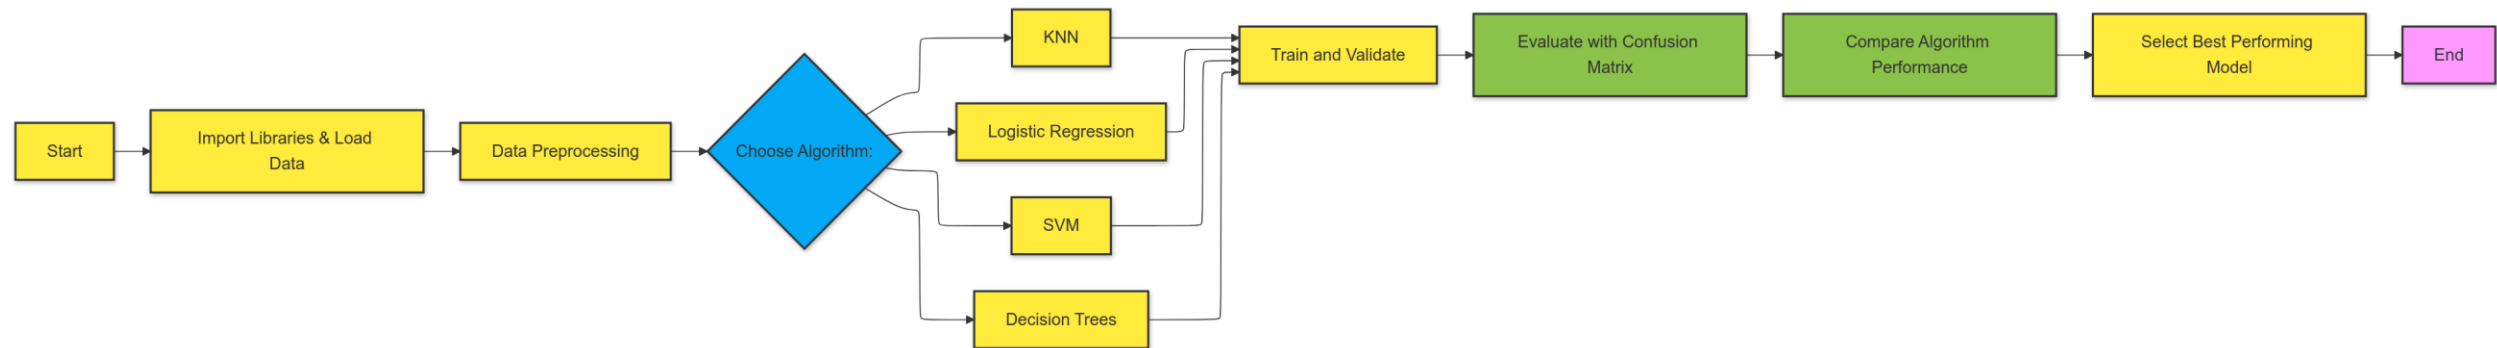 Start
Import Libraries & Load
Data
Data Preprocessing
Choose Algorithm:
KNN
Logistic Regression
SVM
Decision Trees
Train and Validate
Evaluate with Confusion
Matrix
Compare Algorithm
Performance
Select Best Performing
Model
End